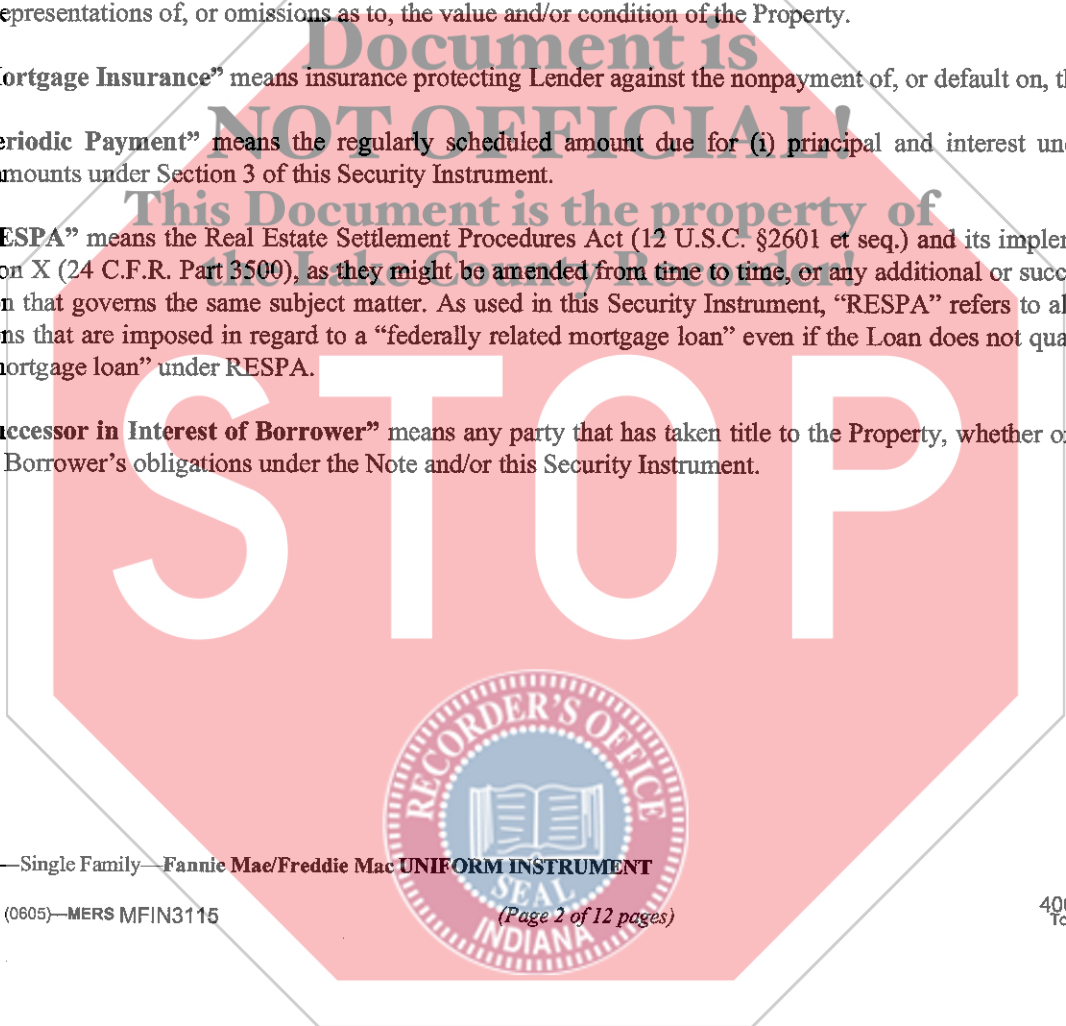 epresentations of, or omissions as to, the value and/or condition of the Property.
Document is
ortgage Insurance” means insurance protecting Lender against the nonpayment of, or default on, th
NOT OFFICIAL!
eriodic Payment” means the regularly scheduled amount due for (i) principal and interest un
mounts under Section 3 of this Security Instrument.
This Document is the property of
ESPA” means the Real Estate Settlement Procedures Act (12 U.S.C. §2601 et seq.) and its imple
the Lake County Recorder!
on X (24 C.F.R. Part 3500), as they might be amended from time to time, or any additional or succ
n that governs the same subject matter. As used in this Security Instrument, “RESPA” refers to al
ns that are imposed in regard to a “federally related mortgage loan” even if the Loan does not qua
ortgage loan” under RESPA.
STOP
ccessor in Interest of Borrower” means any party that has taken title to the Property, whether o
Borrower’s obligations under the Note and/or this Security Instrument.
RECORDER'S OFFICE
—Single Family—Fannie Mae/Freddie Mac UNIFORM INSTRUMENT
SEAL
(0605)—MERS MFIN3115 (Page 2 of 12 pages) 40
INDIANA